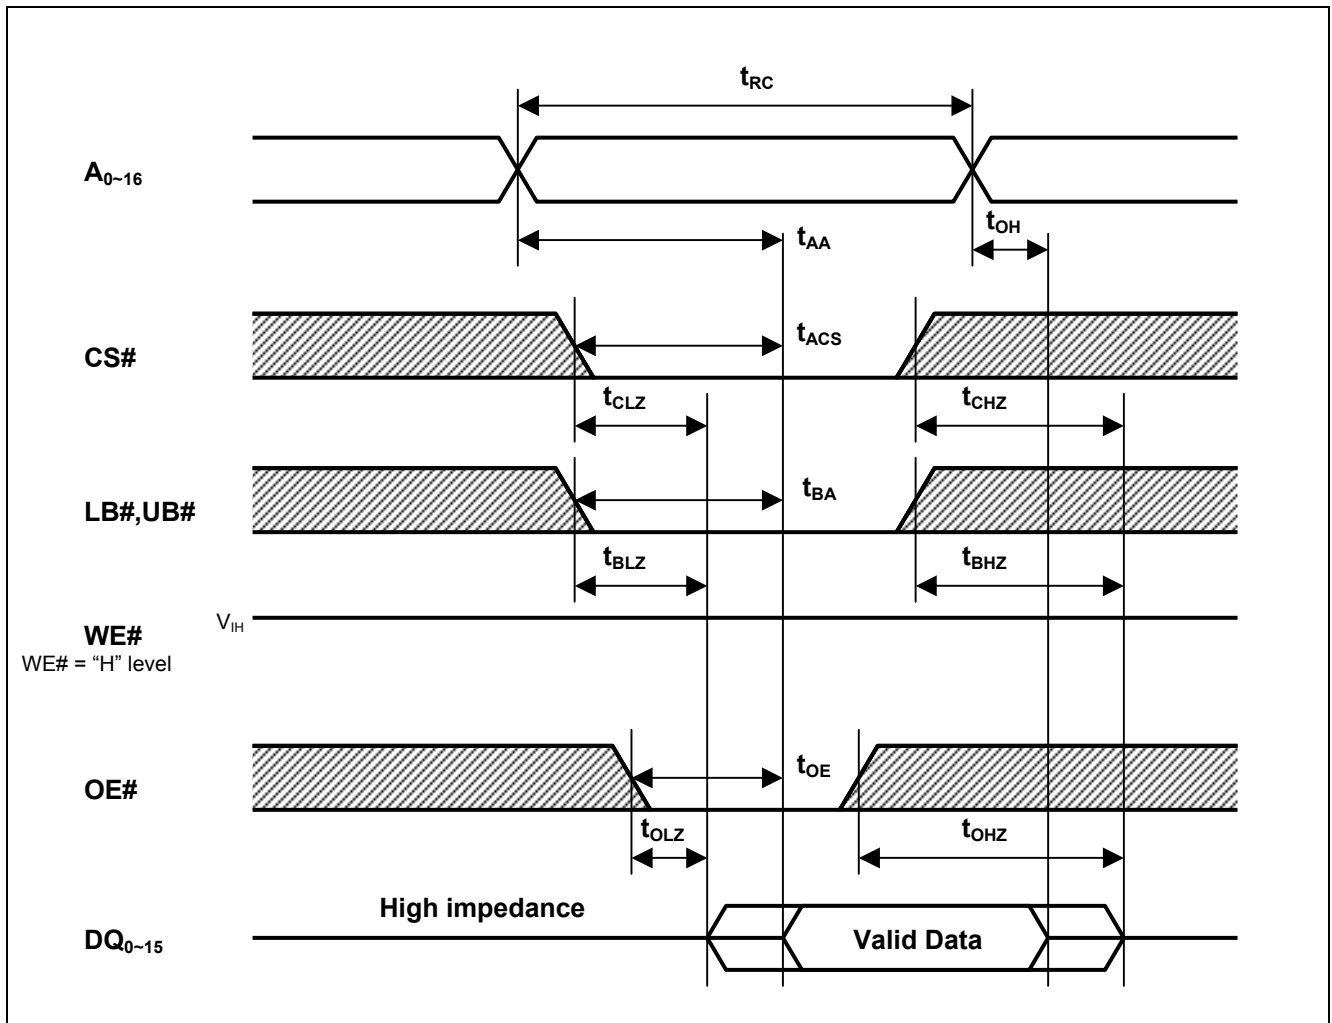 tRC
A0~16
tAA
tOH
CS#
tACS
tCLZ
tCHZ
LB#,UB#
tBA
tBLZ
tBHZ
VIH
WE#
WE# = “H” level
OE#
tOE
tOLZ
tOHZ
High impedance
DQ0~15
Valid Data